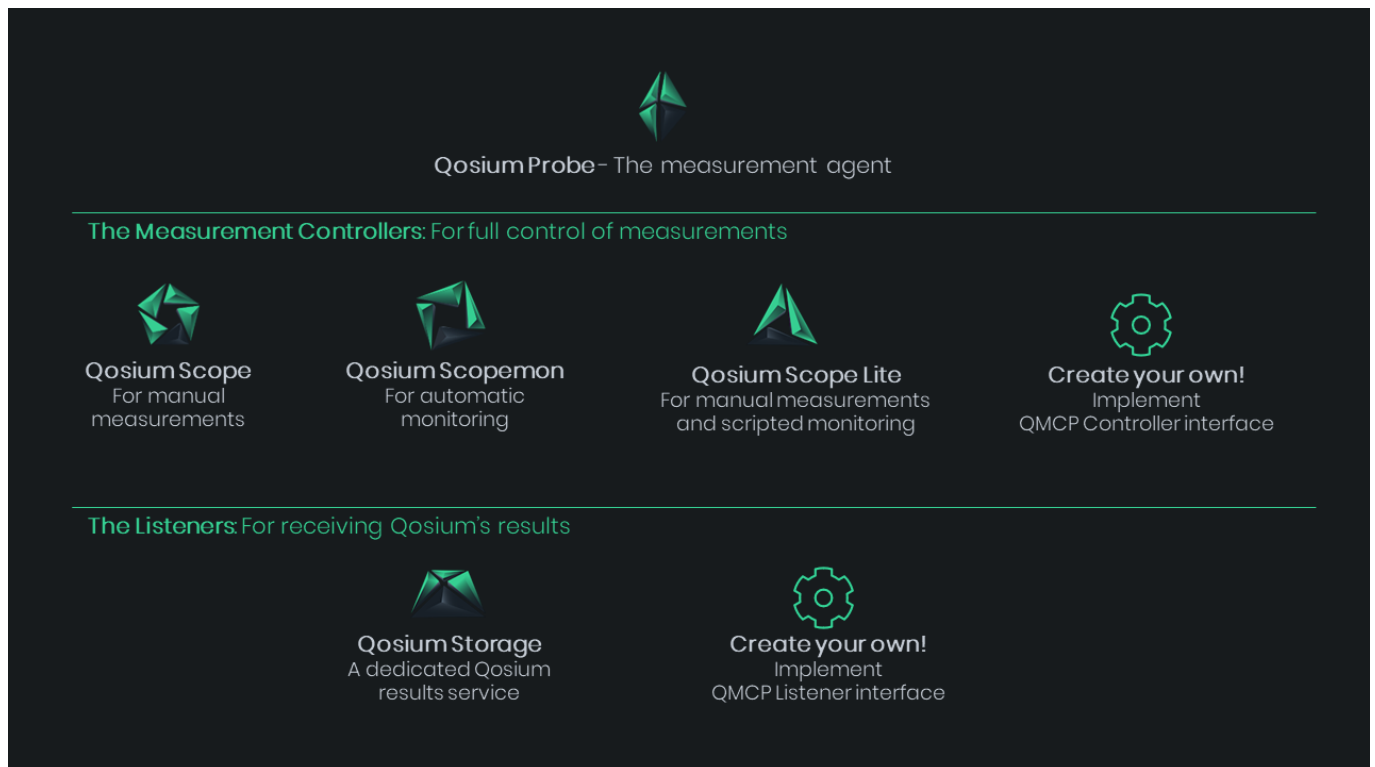 Qosium Probe - The measurement agent
The Measurement Controllers: For full control of measurements
Qosium Scope
For manual
measurements
Qosium Scopemon
For automatic
monitoring
Qosium Scope Lite
For manual measurements
and scripted monitoring
Create your own!
Implement
QMCP Controller interface
The Listeners: For receiving Qosium's results
Qosium Storage
A dedicated Qosium
results service
Create your own!
Implement
QMCP Listener interface